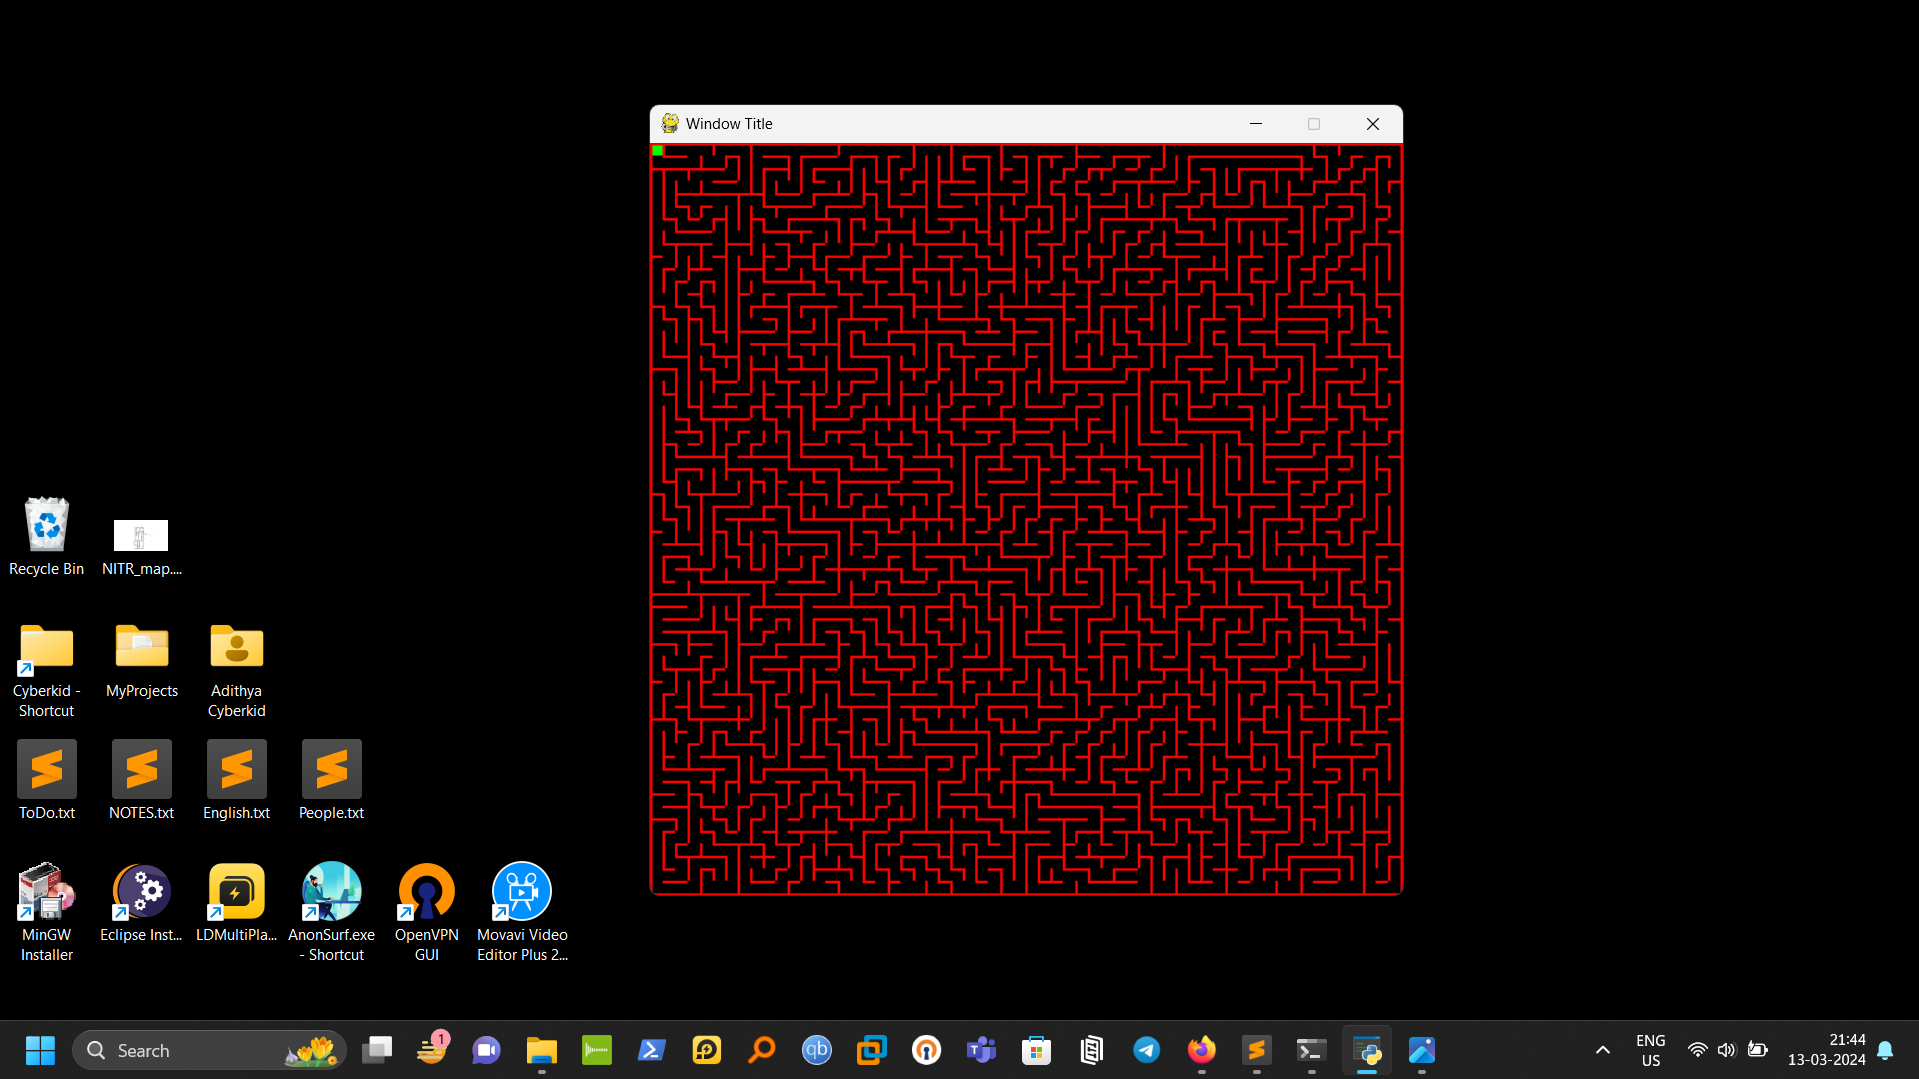 Window Title
Recycle Bin
NITR_map....
Cyberkid -
Shortcut
MyProjects
Adithya
Cyberkid
ToDo.txt
NOTES.txt
English.txt
People.txt
MinGW
Installer
Eclipse Inst...
LDMultiPla...
AnonSurf.exe
- Shortcut
OpenVPN
GUI
Movavi Video
Editor Plus 2...
Search
1
qb
T
ENG
US
21:44
13-03-2024